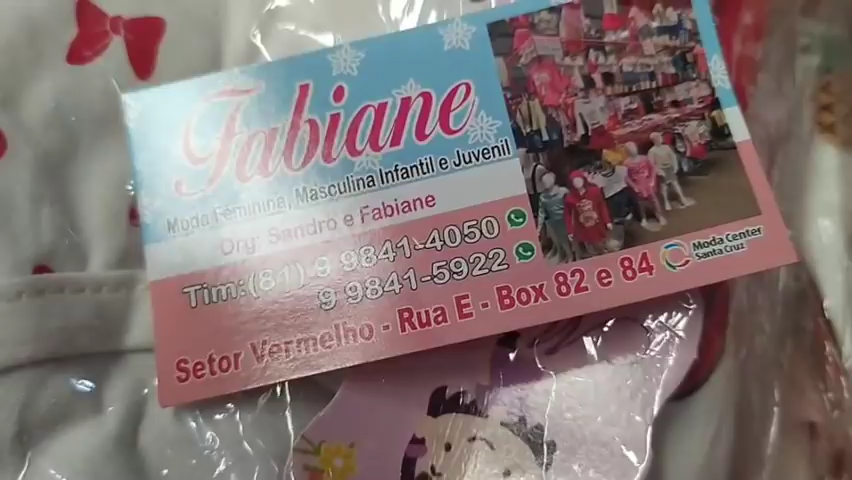 Fabiane
Moda Feminina, Masculina Infantil e Juvenil
Org: Sandro e Fabiane
Tim:(81) 9 9841-4050
9 9841-5922
Setor Vermelho - Rua E - Box 82 e 84
Moda Center
Santa Cruz